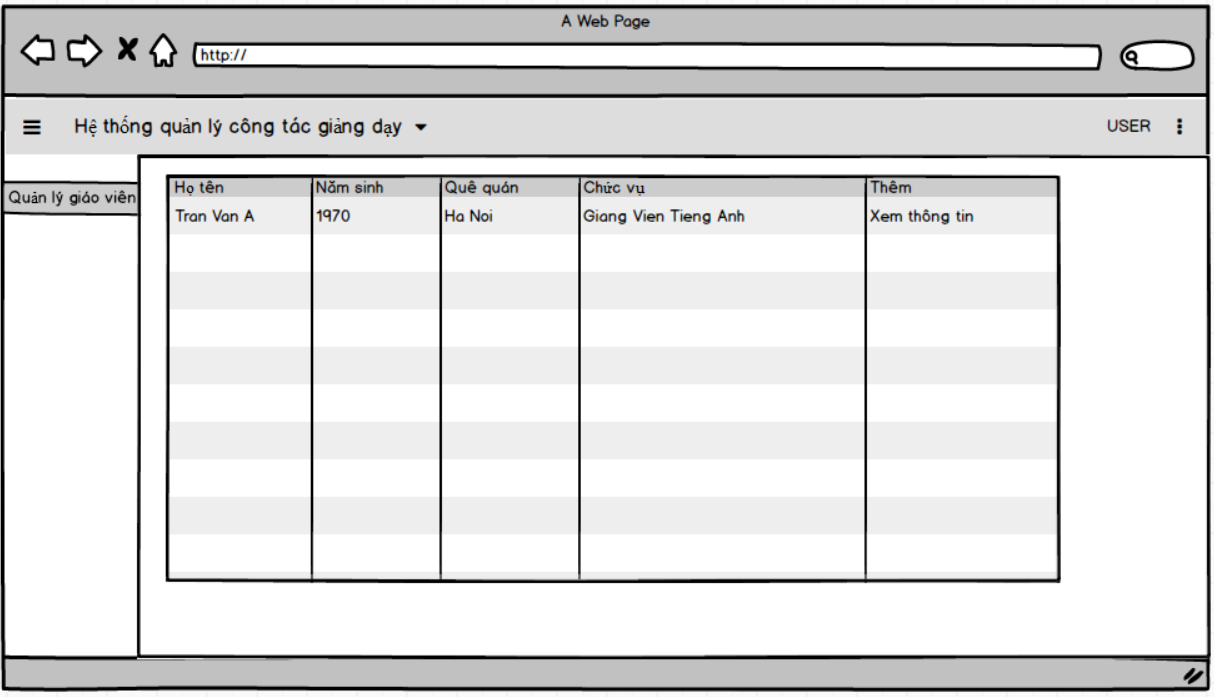 A Web Page
http://
Hệ thống quản lý công tác giảng dạy
USER
Quản lý giáo viên
Họ tên Năm sinh Quê quán Chức vụ Thêm
Tran Van A 1970 Ha Noi Giang Vien Tieng Anh Xem thông tin